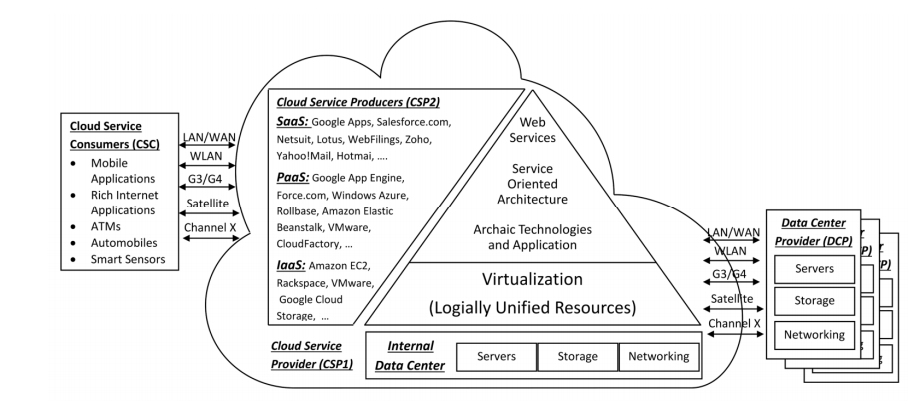 Cloud Service
Consumers (CSC)
• Mobile
Applications
• Rich Internet
Applications
• ATMs
• Automobiles
• Smart Sensors
LAN/WAN
WLAN
G3/G4
Satellite
Channel X
Cloud Service Producers (CSP2)
SaaS: Google Apps, Salesforce.com,
Netsuit, Lotus, WebFilings, Zoho,
Yahoo!Mail, Hotmai, ....
PaaS: Google App Engine,
Force.com, Windows Azure,
Rollbase, Amazon Elastic
Beanstalk, VMware,
CloudFactory, ...
IaaS: Amazon EC2,
Rackspace, VMware,
Google Cloud
Storage, ...
Web
Services
Service
Oriented
Architecture
Archaic Technologies
and Application
Virtualization
(Logially Unified Resources)
Cloud Service
Provider (CSP1)
Internal
Data Center
Servers
Storage
Networking
LAN/WAN
WLAN
G3/G4
Satellite
Channel X
Data Center
Provider (DCP)
Servers
Storage
Networking
P)
P)